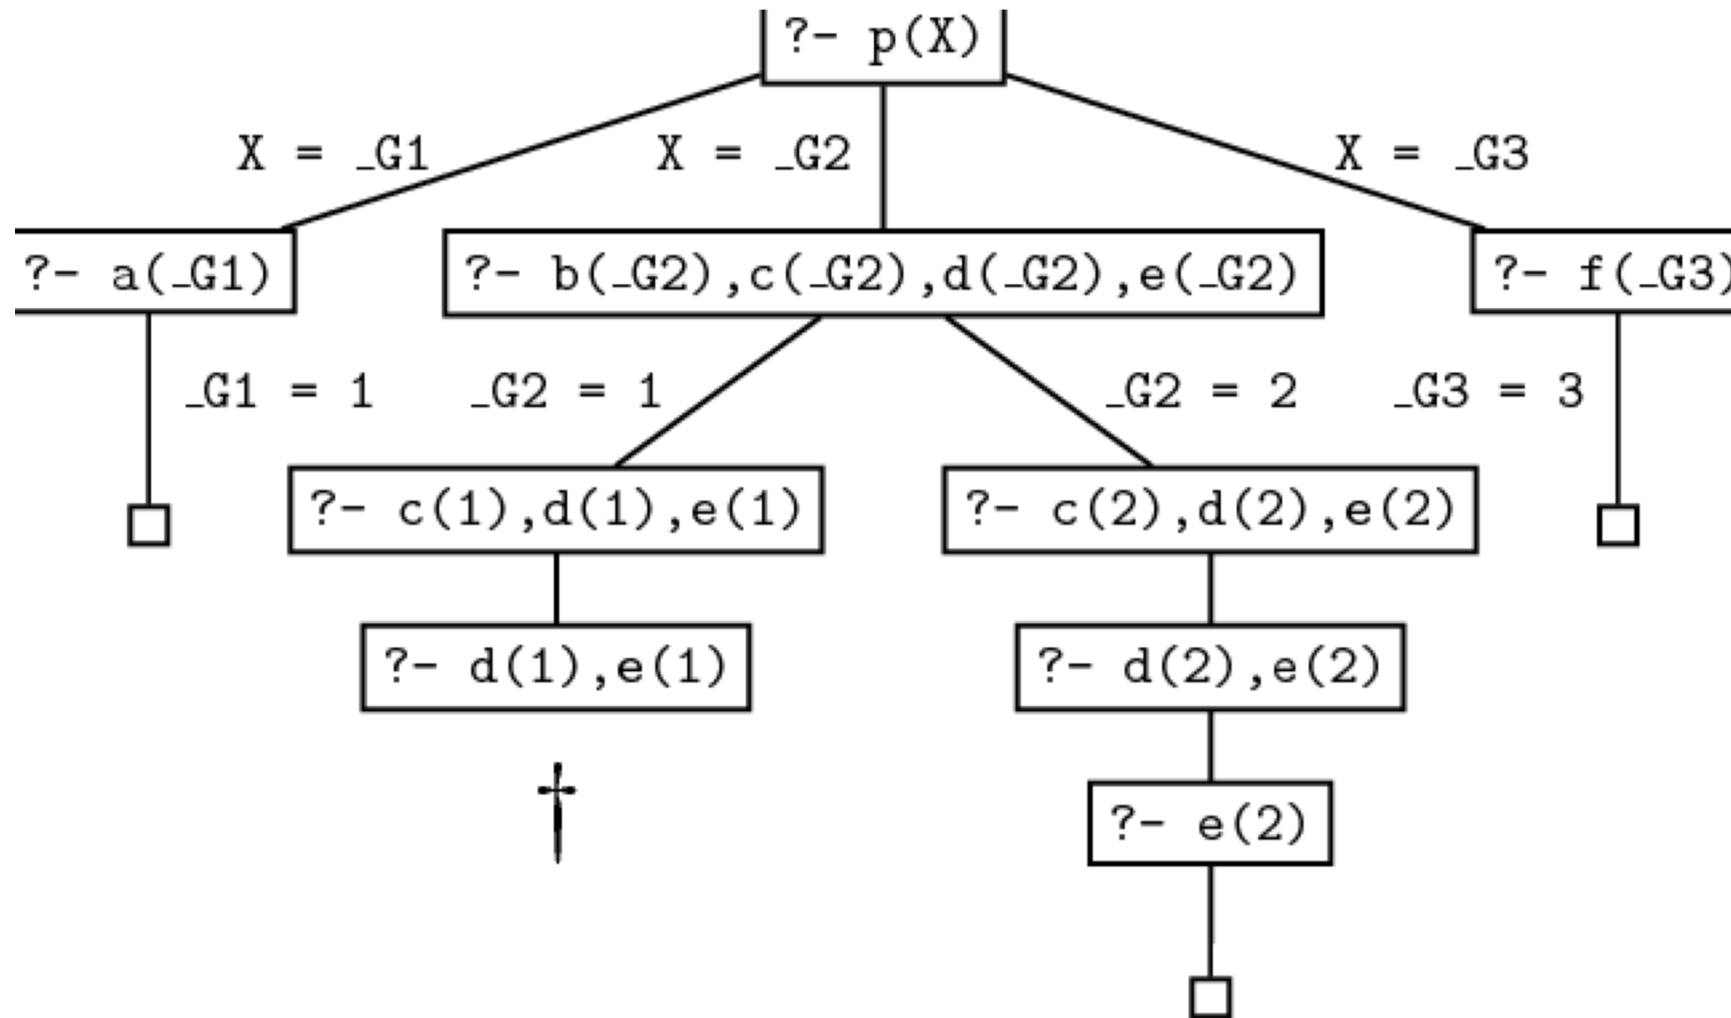 ?- p(X)
X = _G1 X = _G2 X = _G3
?- a(_G1) ?- b(_G2),c(_G2),d(_G2),e(_G2) ?- f(_G3)
_G1 = 1 _G2 = 1 _G2 = 2 _G3 = 3
?- c(1),d(1),e(1) ?- c(2),d(2),e(2)
?- d(1),e(1) ?- d(2),e(2)
†
?- e(2)